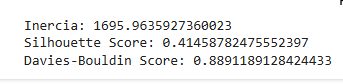 Inercia: 1695.9635927360023
Silhouette Score: 0.41458782475552397
Davies-Bouldin Score: 0.8891189128424433